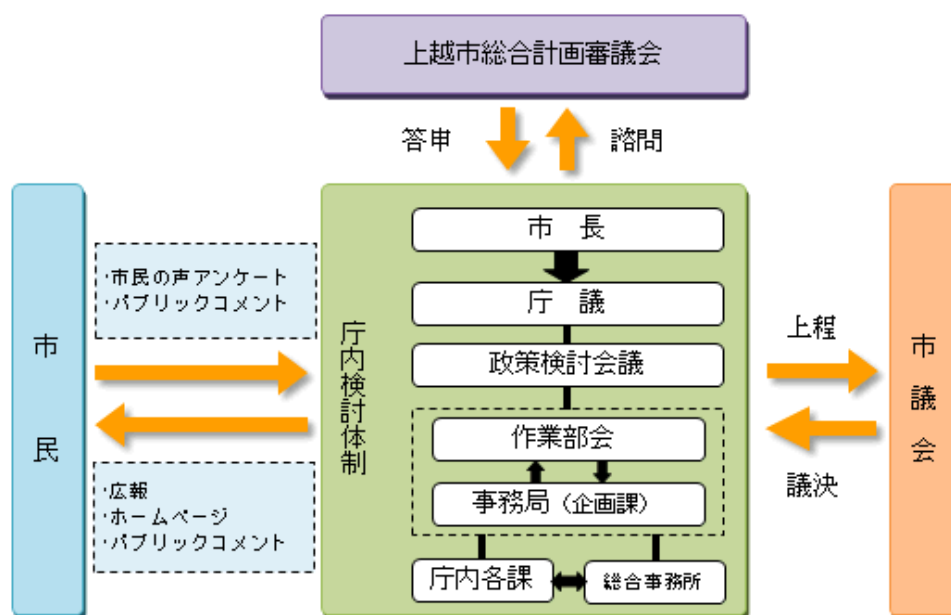 上越市総合計画審議会
答申
諮問
市民
・市民の声アンケート
・パブリックコメント
・広報
・ホームページ
・パブリックコメント
庁内検討体制
市長
庁議
政策検討会議
作業部会
事務局（企画課）
庁内各課
総合事務所
上程
議決
市議会